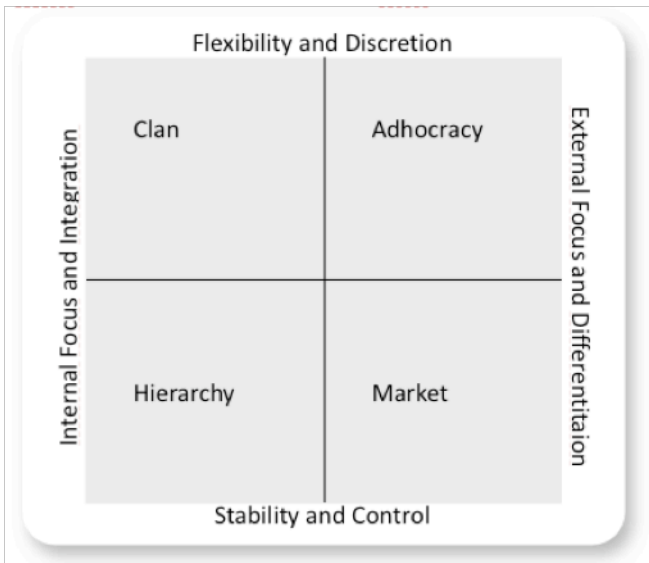 Flexibility and Discretion
Clan
Adhocracy
Internal Focus and Integration
External Focus and Differentitaion
Hierarchy
Market
Stability and Control